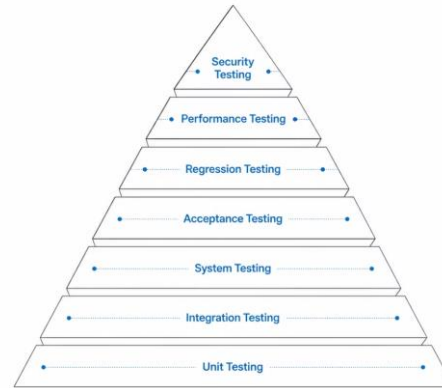 Security
Testing
Performance Testing
Regression Testing
Acceptance Testing
System Testing
Integration Testing
Unit Testing